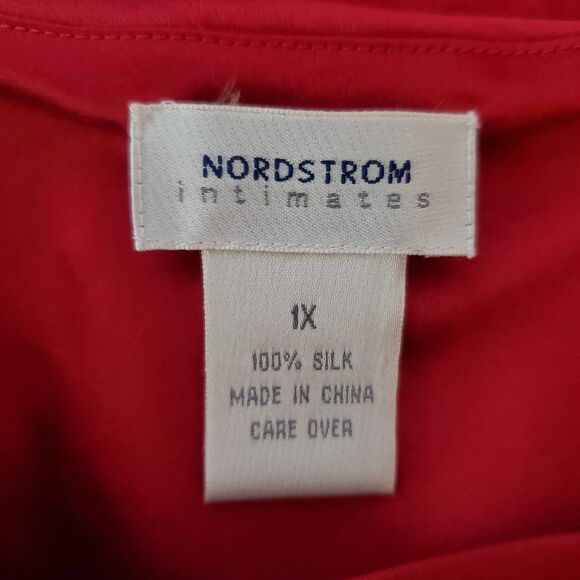 NORDSTROM
intimates
1X
100% SILK
MADE IN CHINA
CARE OVER